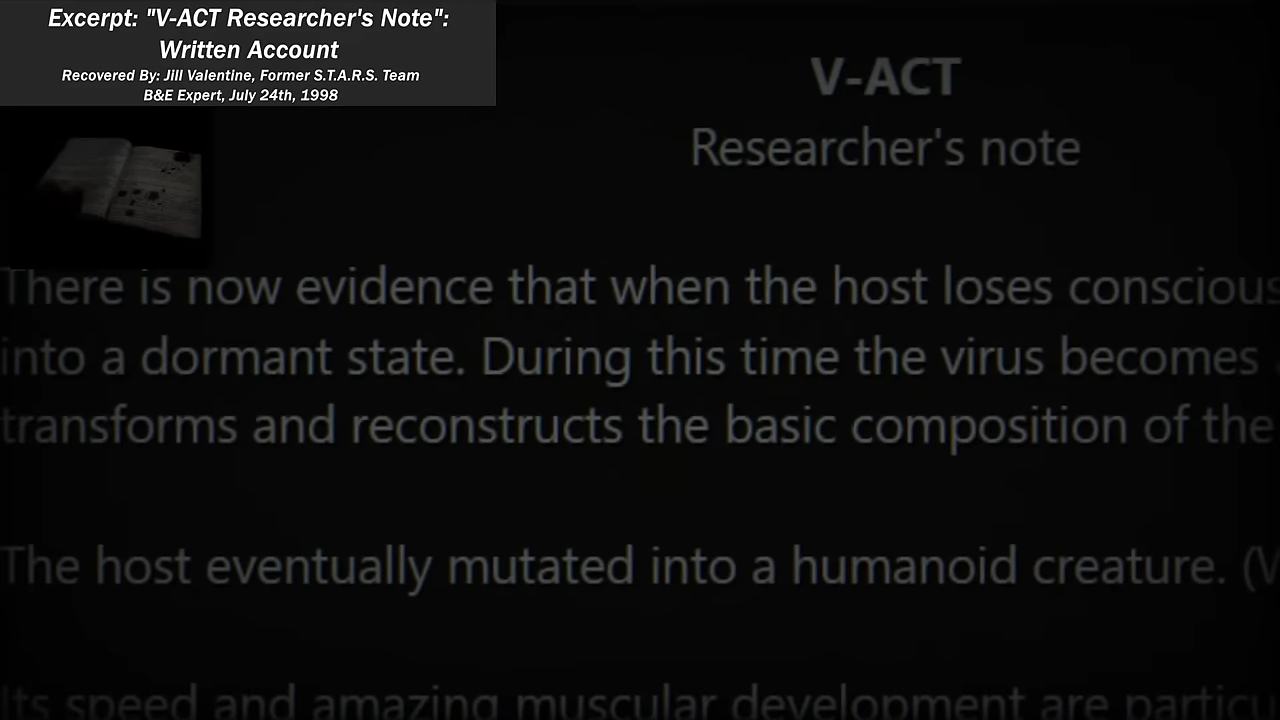 Excerpt: "V-ACT Researcher's Note":
Written Account
Recovered By: Jill Valentine, Former S.T.A.R.S. Team
B&E Expert, July 24th, 1998
V-ACT
Researcher's note
There is now evidence that when the host loses conscious
into a dormant state. During this time the virus becomes
transforms and reconstructs the basic composition of the
The host eventually mutated into a humanoid creature. (V
Its speed and amazing muscular development are particu